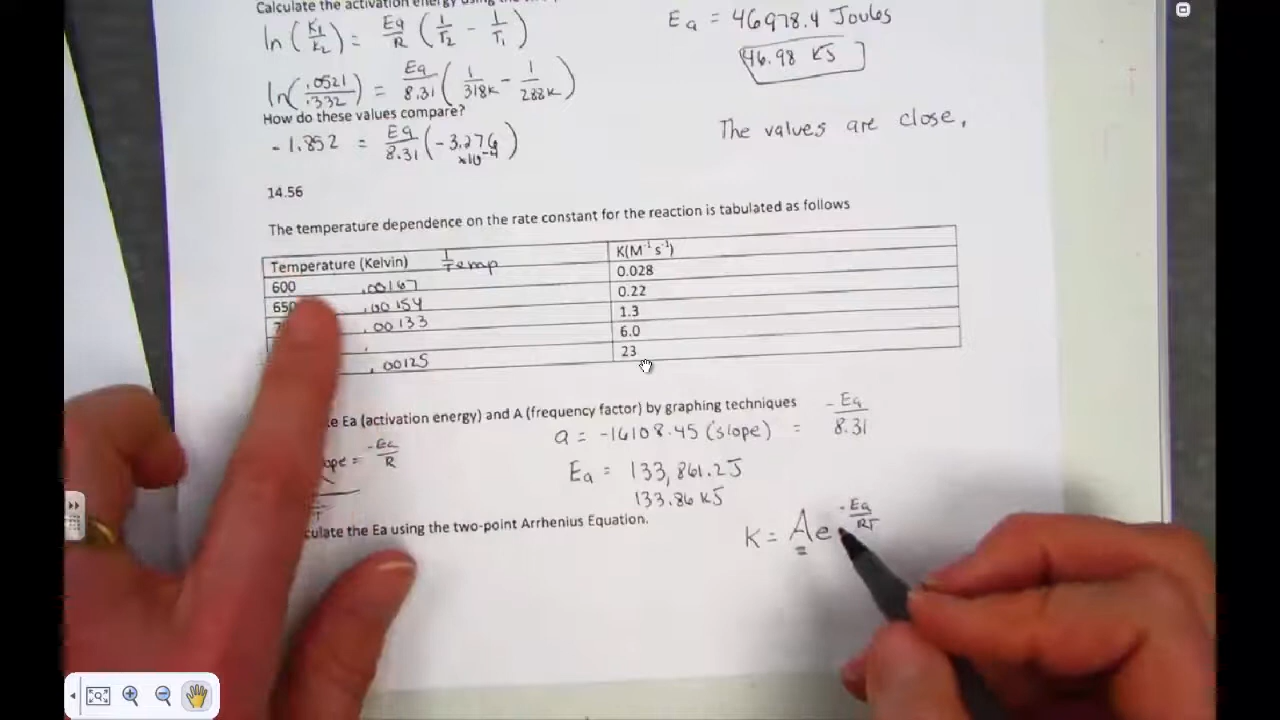 Calculate the activation energy using the
ln(K1/K2) = Ea/R (1/T2 - 1/T1)
Ea = 46978.4 Joules
46.98 KJ
ln(.0521/.332) = Ea/8.31 (1/318K - 1/288K)
How do these values compare?
- 1.852 = Ea/8.31 (-3.276 x10^-4)
The values are close.
14.56
The temperature dependence on the rate constant for the reaction is tabulated as follows
Temperature (Kelvin) 1/Temp K(M-1 s-1)
600 .00167 0.028
650 .00154 0.22
.00133 1.3
. 6.0
.00125 23
e Ea (activation energy) and A (frequency factor) by graphing techniques
ope = -Ea/R
a = -16108.45 (slope) = -Ea/8.31
Ea = 133,861.2J
133.86 KJ
culate the Ea using the two-point Arrhenius Equation.
K = Ae^-Ea/RT